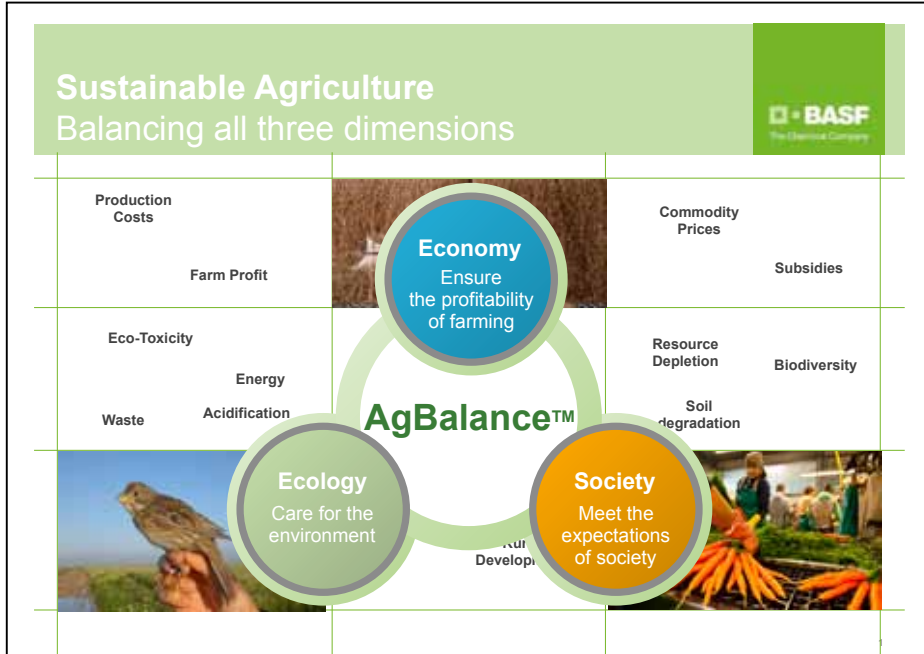 Sustainable Agriculture
Balancing all three dimensions
BASF
The Chemical Company
Production
Costs
Farm Profit
Economy
Ensure
the profitability
of farming
Commodity
Prices
Subsidies
Eco-Toxicity
Energy
Waste
Acidification
AgBalance™
Resource
Depletion
Biodiversity
Soil
degradation
Ecology
Care for the
environment
Society
Meet the
expectations
of society
1